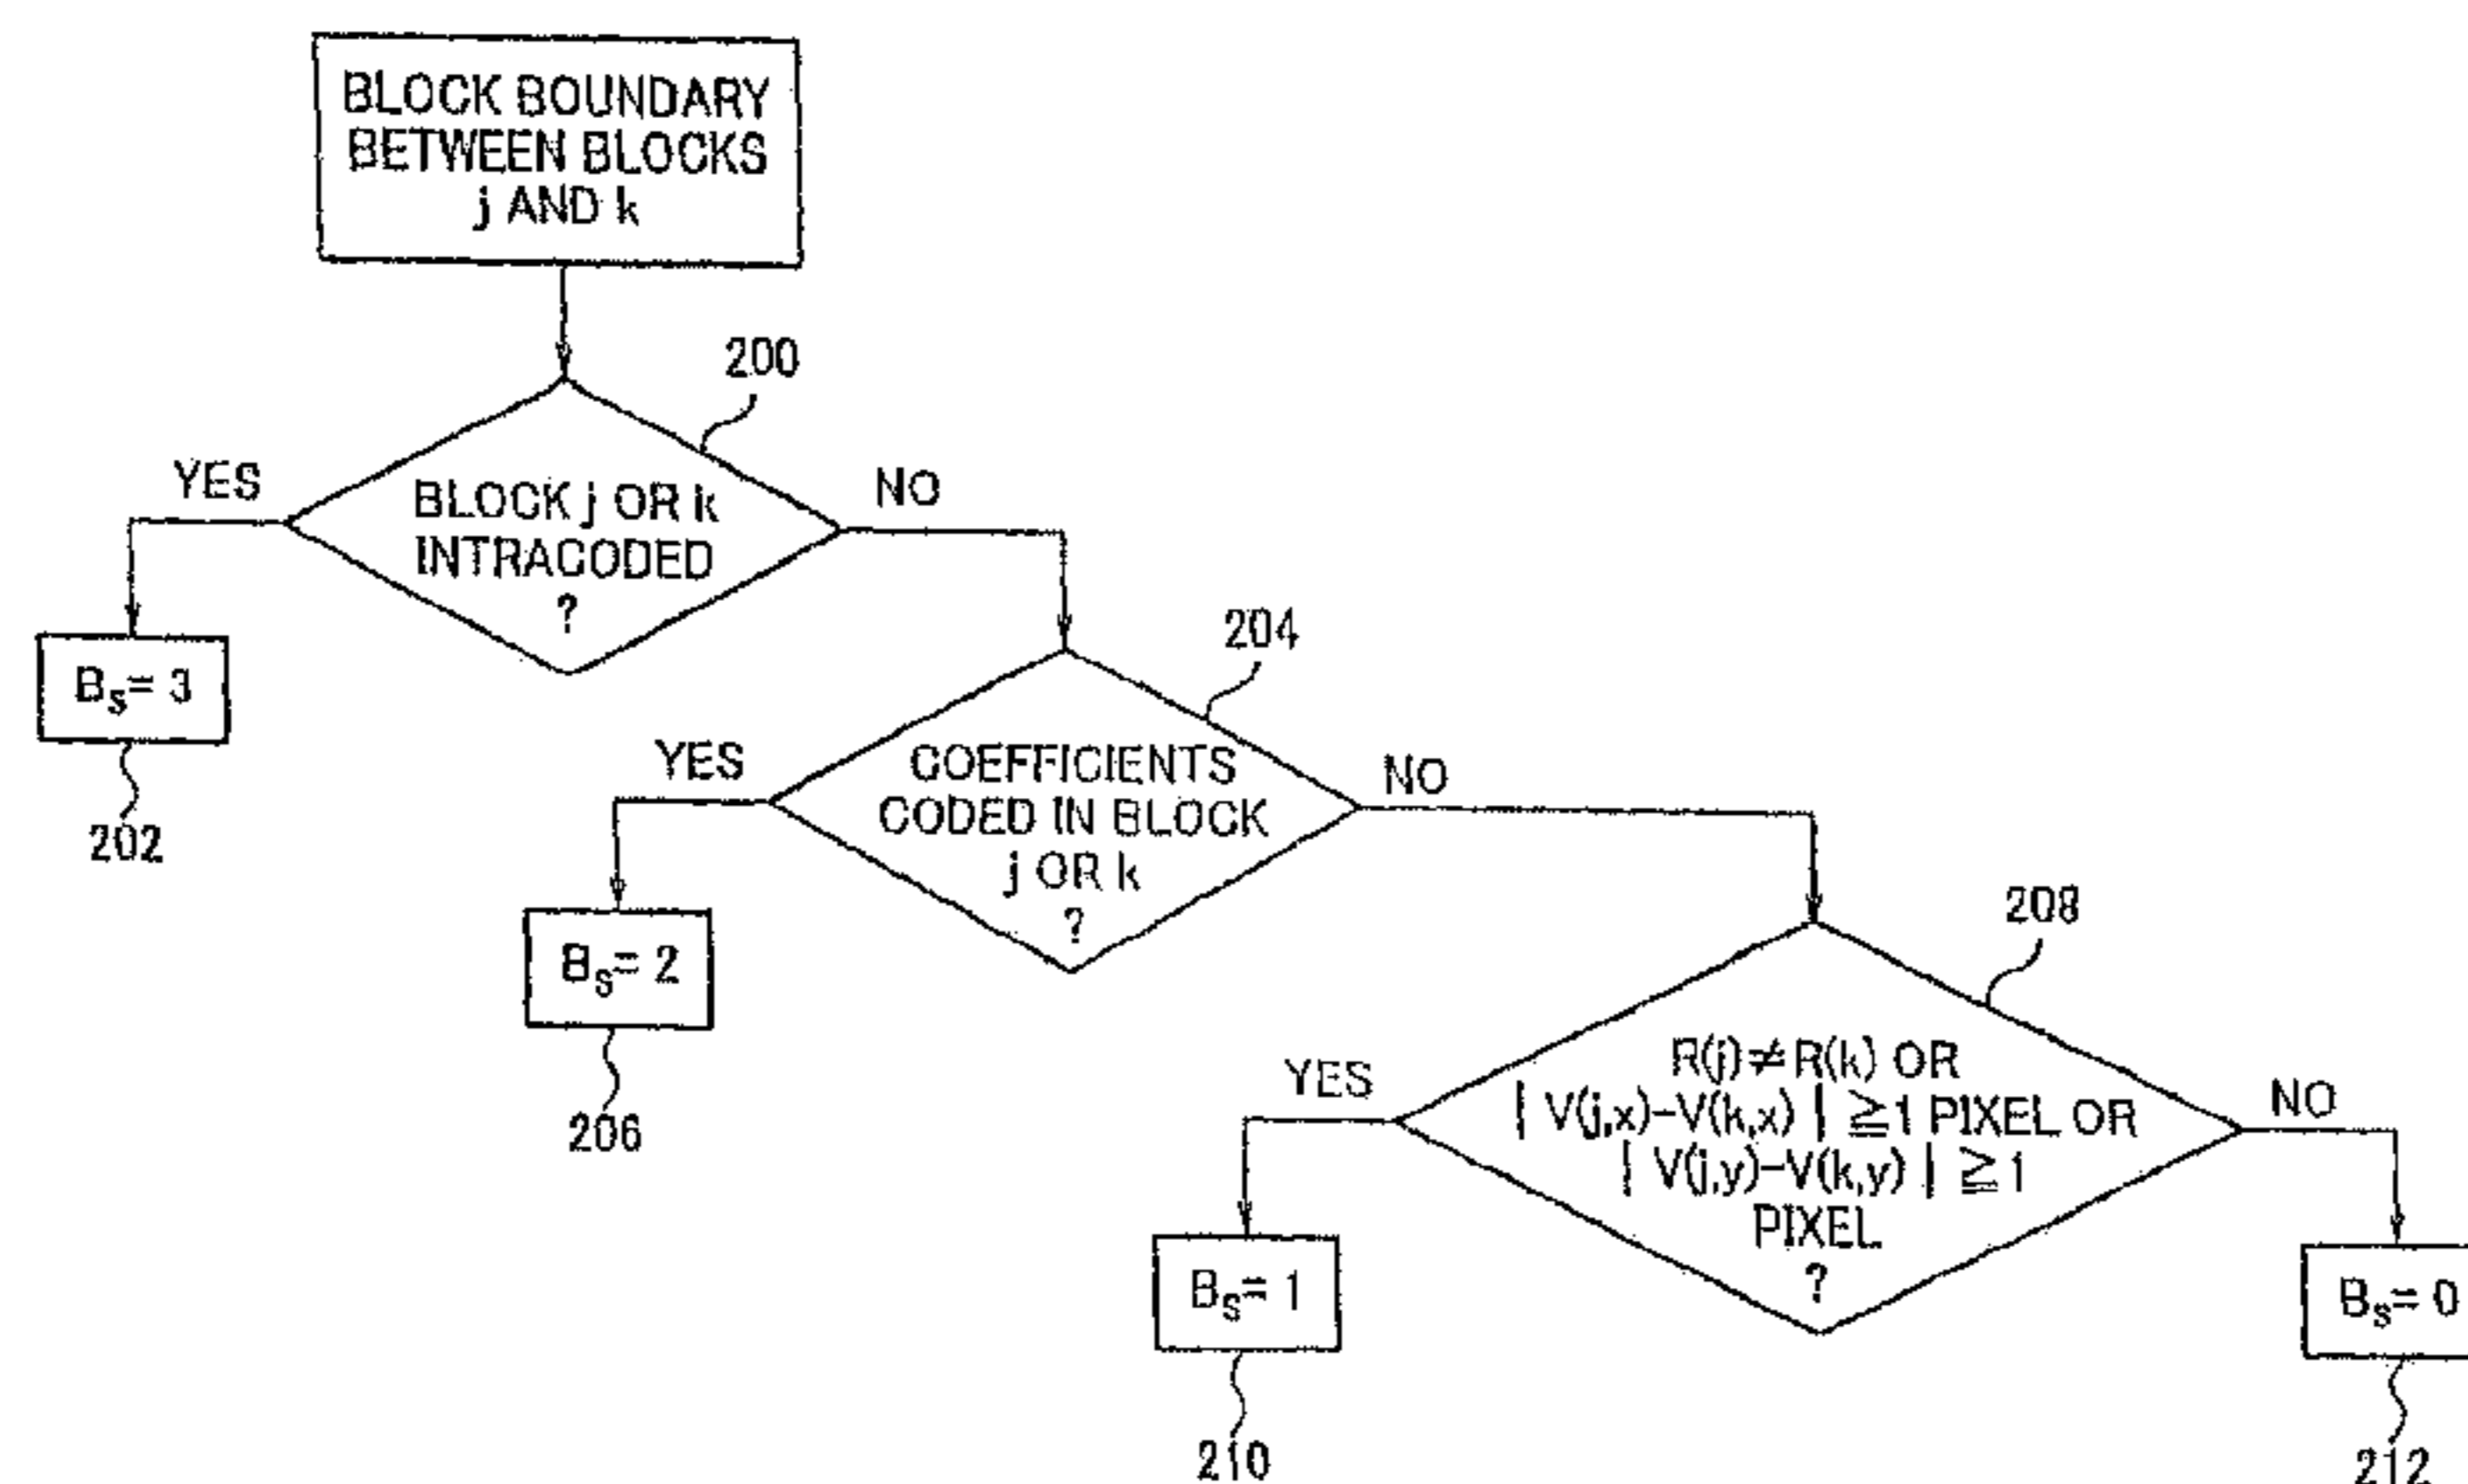 BLOCK BOUNDARY
BETWEEN BLOCKS
j AND k
200
YES
NO
BLOCK j OR k
INTRACODED
?
Bs= 3
202
204
YES
NO
COEFFICIENTS
CODED IN BLOCK
j OR k
?
Bs= 2
206
208
YES
NO
R(j)≠R(k) OR
| V(j,x)-V(k,x) | ≧1 PIXEL OR
| V(j,y)-V(k,y) | ≧1
PIXEL
?
Bs= 1
210
Bs= 0
212